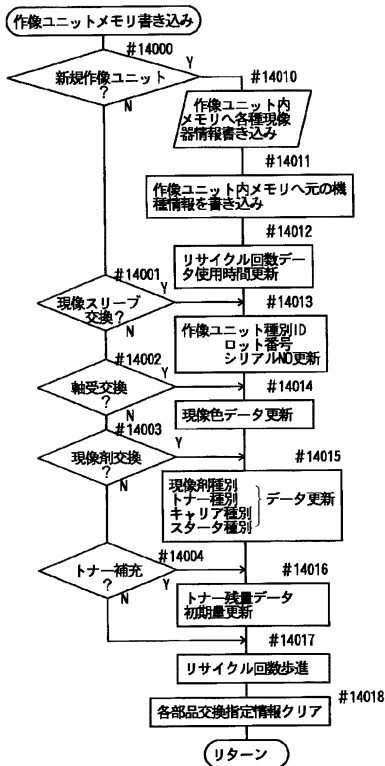 作像ユニットメモリ書き込み
#14000
新規作像ユニット
?
Y
N
#14010
作像ユニット内
メモリへ各種現像
器情報書き込み
#14011
作像ユニット内メモリへ元の機
種情報を書き込み
#14012
リサイクル回数デー
タ使用時間更新
#14001
現像スリーブ
交換?
Y
N
#14013
作像ユニット種別ID
ロット番号
シリアルNO更新
#14002
軸受交換
?
Y
N
#14014
現像色データ更新
#14003
現像剤交換
?
Y
N
#14015
現像剤種別
トナー種別
キャリア種別
スタータ種別
データ更新
#14004
トナー補充
?
Y
N
#14016
トナー残量データ
初期量更新
#14017
リサイクル回数歩進
#14018
各部品交換指定情報クリア
リターン